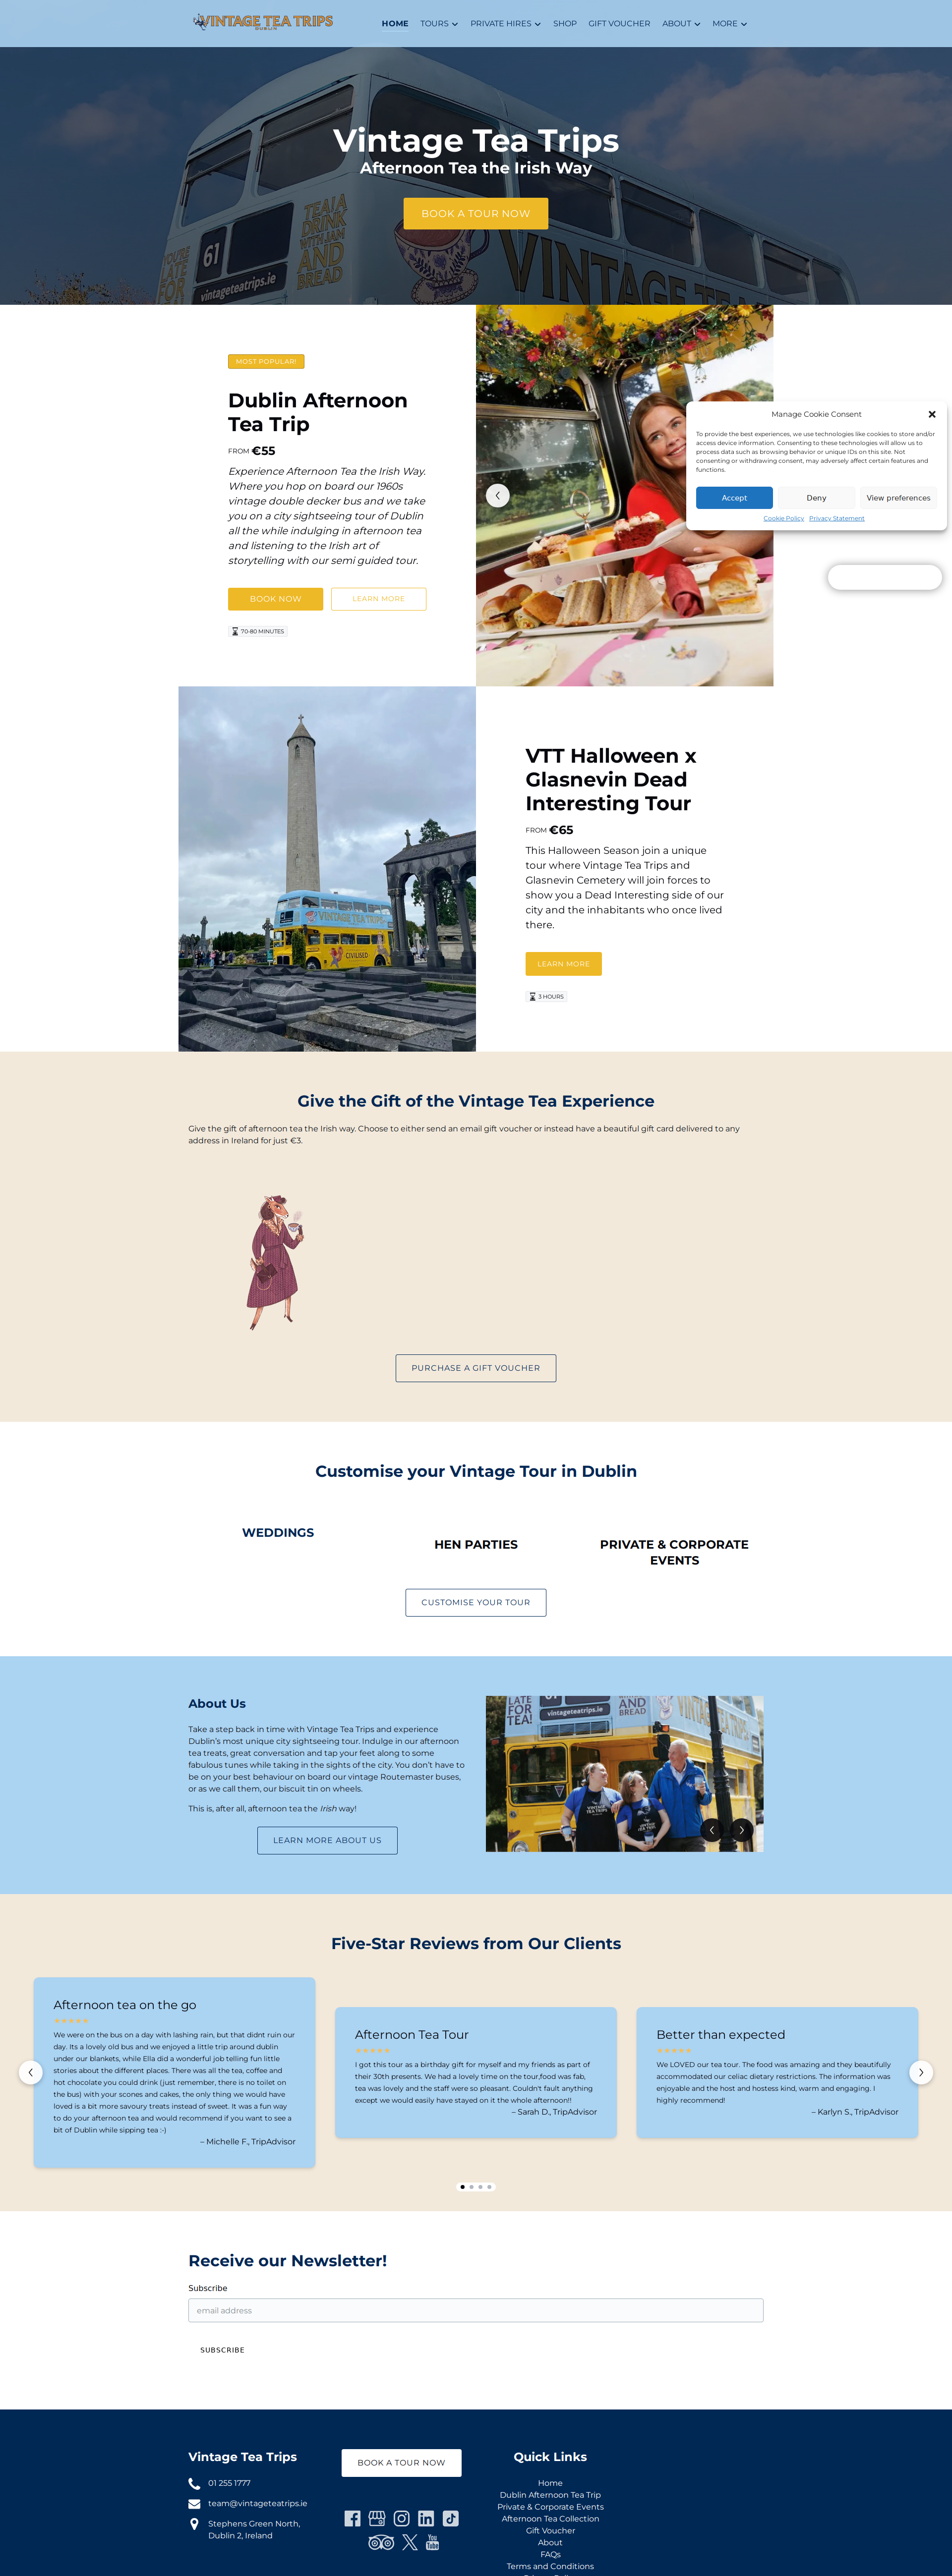 VINTAGE TEA TRIPS
DUBLIN
HOME
TOURS
PRIVATE HIRES
SHOP
GIFT VOUCHER
ABOUT
MORE
Vintage Tea Trips
Afternoon Tea the Irish Way
BOOK A TOUR NOW
61
vintageteatrips.ie
MOST POPULAR!
Dublin Afternoon
Tea Trip
FROM €55
Experience Afternoon Tea the Irish Way.
Where you hop on board our 1960s
vintage double decker bus and we take
you on a city sightseeing tour of Dublin
all the while indulging in afternoon tea
and listening to the Irish art of
storytelling with our semi guided tour.
BOOK NOW
LEARN MORE
70-80 MINUTES
Manage Cookie Consent
To provide the best experiences, we use technologies like cookies to store and/or
access device information. Consenting to these technologies will allow us to
process data such as browsing behavior or unique IDs on this site. Not
consenting or withdrawing consent, may adversely affect certain features and
functions.
Accept
Deny
View preferences
Cookie Policy
Privacy Statement
VINTAGE TEA TRIPS
CIVILISED
VTT Halloween x
Glasnevin Dead
Interesting Tour
FROM €65
This Halloween Season join a unique
tour where Vintage Tea Trips and
Glasnevin Cemetery will join forces to
show you a Dead Interesting side of our
city and the inhabitants who once lived
there.
LEARN MORE
3 HOURS
Give the Gift of the Vintage Tea Experience
Give the gift of afternoon tea the Irish way. Choose to either send an email gift voucher or instead have a beautiful gift card delivered to any
address in Ireland for just €3.
PURCHASE A GIFT VOUCHER
Customise your Vintage Tour in Dublin
WEDDINGS
HEN PARTIES
PRIVATE & CORPORATE
EVENTS
CUSTOMISE YOUR TOUR
About Us
Take a step back in time with Vintage Tea Trips and experience
Dublin’s most unique city sightseeing tour. Indulge in our afternoon
tea treats, great conversation and tap your feet along to some
fabulous tunes while taking in the sights of the city. You don’t have to
be on your best behaviour on board our vintage Routemaster buses,
or as we call them, our biscuit tin on wheels.
This is, after all, afternoon tea the Irish way!
LEARN MORE ABOUT US
LATE
FOR TEA!
vintageteatrips.ie
AND
BREAD
Five-Star Reviews from Our Clients
Afternoon tea on the go
We were on the bus on a day with lashing rain, but that didnt ruin our
day. Its a lovely old bus and we enjoyed a little trip around dublin
under our blankets, while Ella did a wonderful job telling fun little
stories about the different places. There was all the tea, coffee and
hot chocolate you could drink (just remember, there is no toilet on
the bus) with your scones and cakes, the only thing we would have
loved is a bit more savoury treats instead of sweet. It was a fun way
to do your afternoon tea and would recommend if you want to see a
bit of Dublin while sipping tea :-)
– Michelle F., TripAdvisor
Afternoon Tea Tour
I got this tour as a birthday gift for myself and my friends as part of
their 30th presents. We had a lovely time on the tour,food was fab,
tea was lovely and the staff were so pleasant. Couldn't fault anything
except we would easily have stayed on it the whole afternoon!!
– Sarah D., TripAdvisor
Better than expected
We LOVED our tea tour. The food was amazing and they beautifully
accommodated our celiac dietary restrictions. The information was
enjoyable and the host and hostess kind, warm and engaging. I
highly recommend!
– Karlyn S., TripAdvisor
Receive our Newsletter!
Subscribe
email address
SUBSCRIBE
Vintage Tea Trips
01 255 1777
team@vintageteatrips.ie
Stephens Green North,
Dublin 2, Ireland
BOOK A TOUR NOW
Quick Links
Home
Dublin Afternoon Tea Trip
Private & Corporate Events
Afternoon Tea Collection
Gift Voucher
About
FAQs
Terms and Conditions